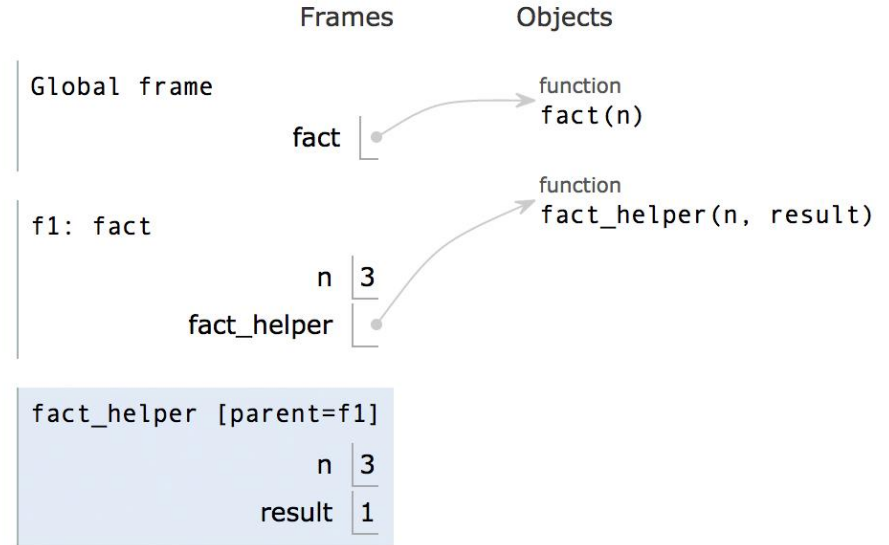 Frames Objects
Global frame
function
fact(n)
fact
function
fact_helper(n, result)
f1: fact
n 3
fact_helper
fact_helper [parent=f1]
n 3
result 1